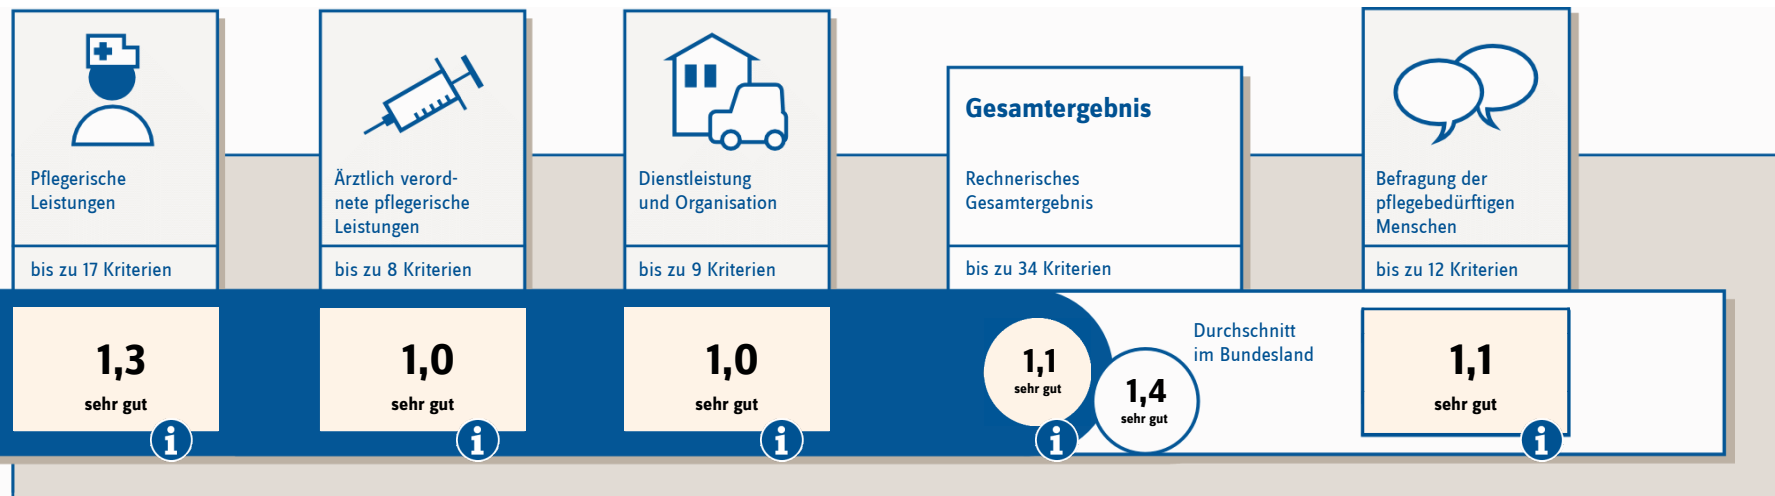 Pflegerische
Leistungen
bis zu 17 Kriterien
1,3
sehr gut
i
Ärztlich verord-
nete pflegerische
Leistungen
bis zu 8 Kriterien
1,0
sehr gut
i
Dienstleistung
und Organisation
bis zu 9 Kriterien
1,0
sehr gut
i
Gesamtergebnis
Rechnerisches
Gesamtergebnis
bis zu 34 Kriterien
1,1
sehr gut
i
1,4
sehr gut
Durchschnitt
im Bundesland
Befragung der
pflegebedürftigen
Menschen
bis zu 12 Kriterien
1,1
sehr gut
i